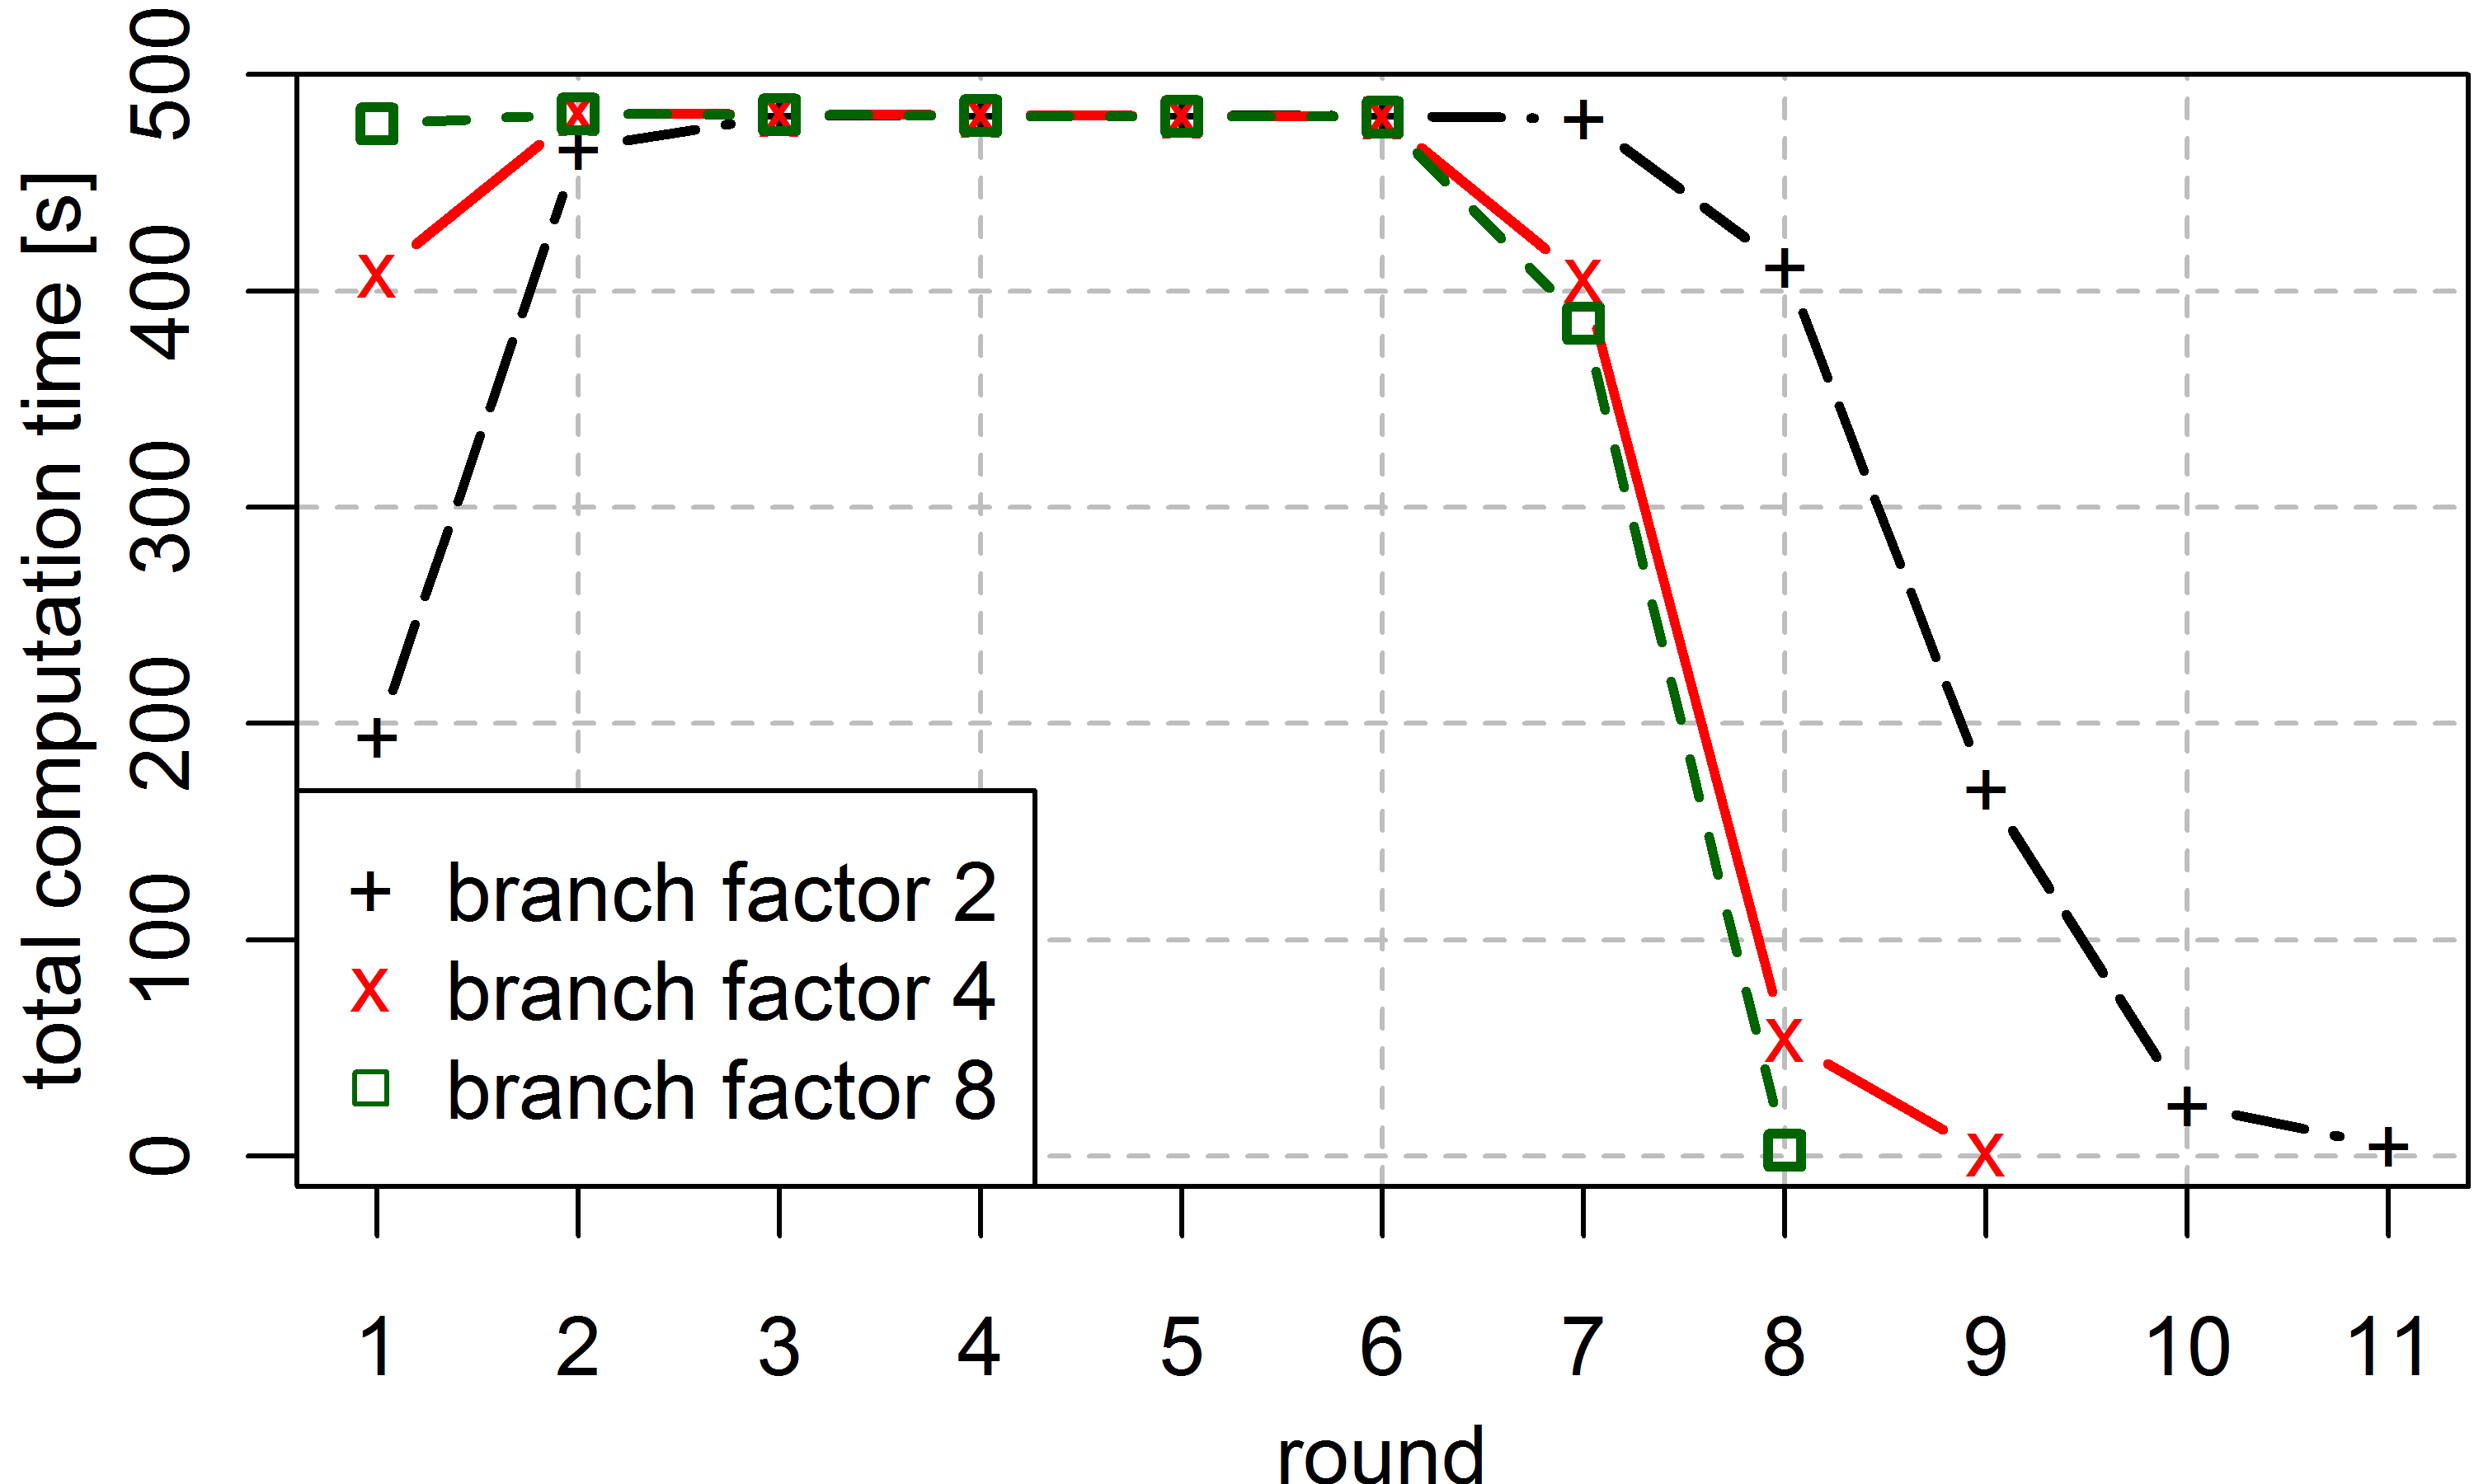 total computation time [s]
500
400
300
200
100
0
+ branch factor 2
x branch factor 4
branch factor 8
1 2 3 4 5 6 7 8 9 10 11
round